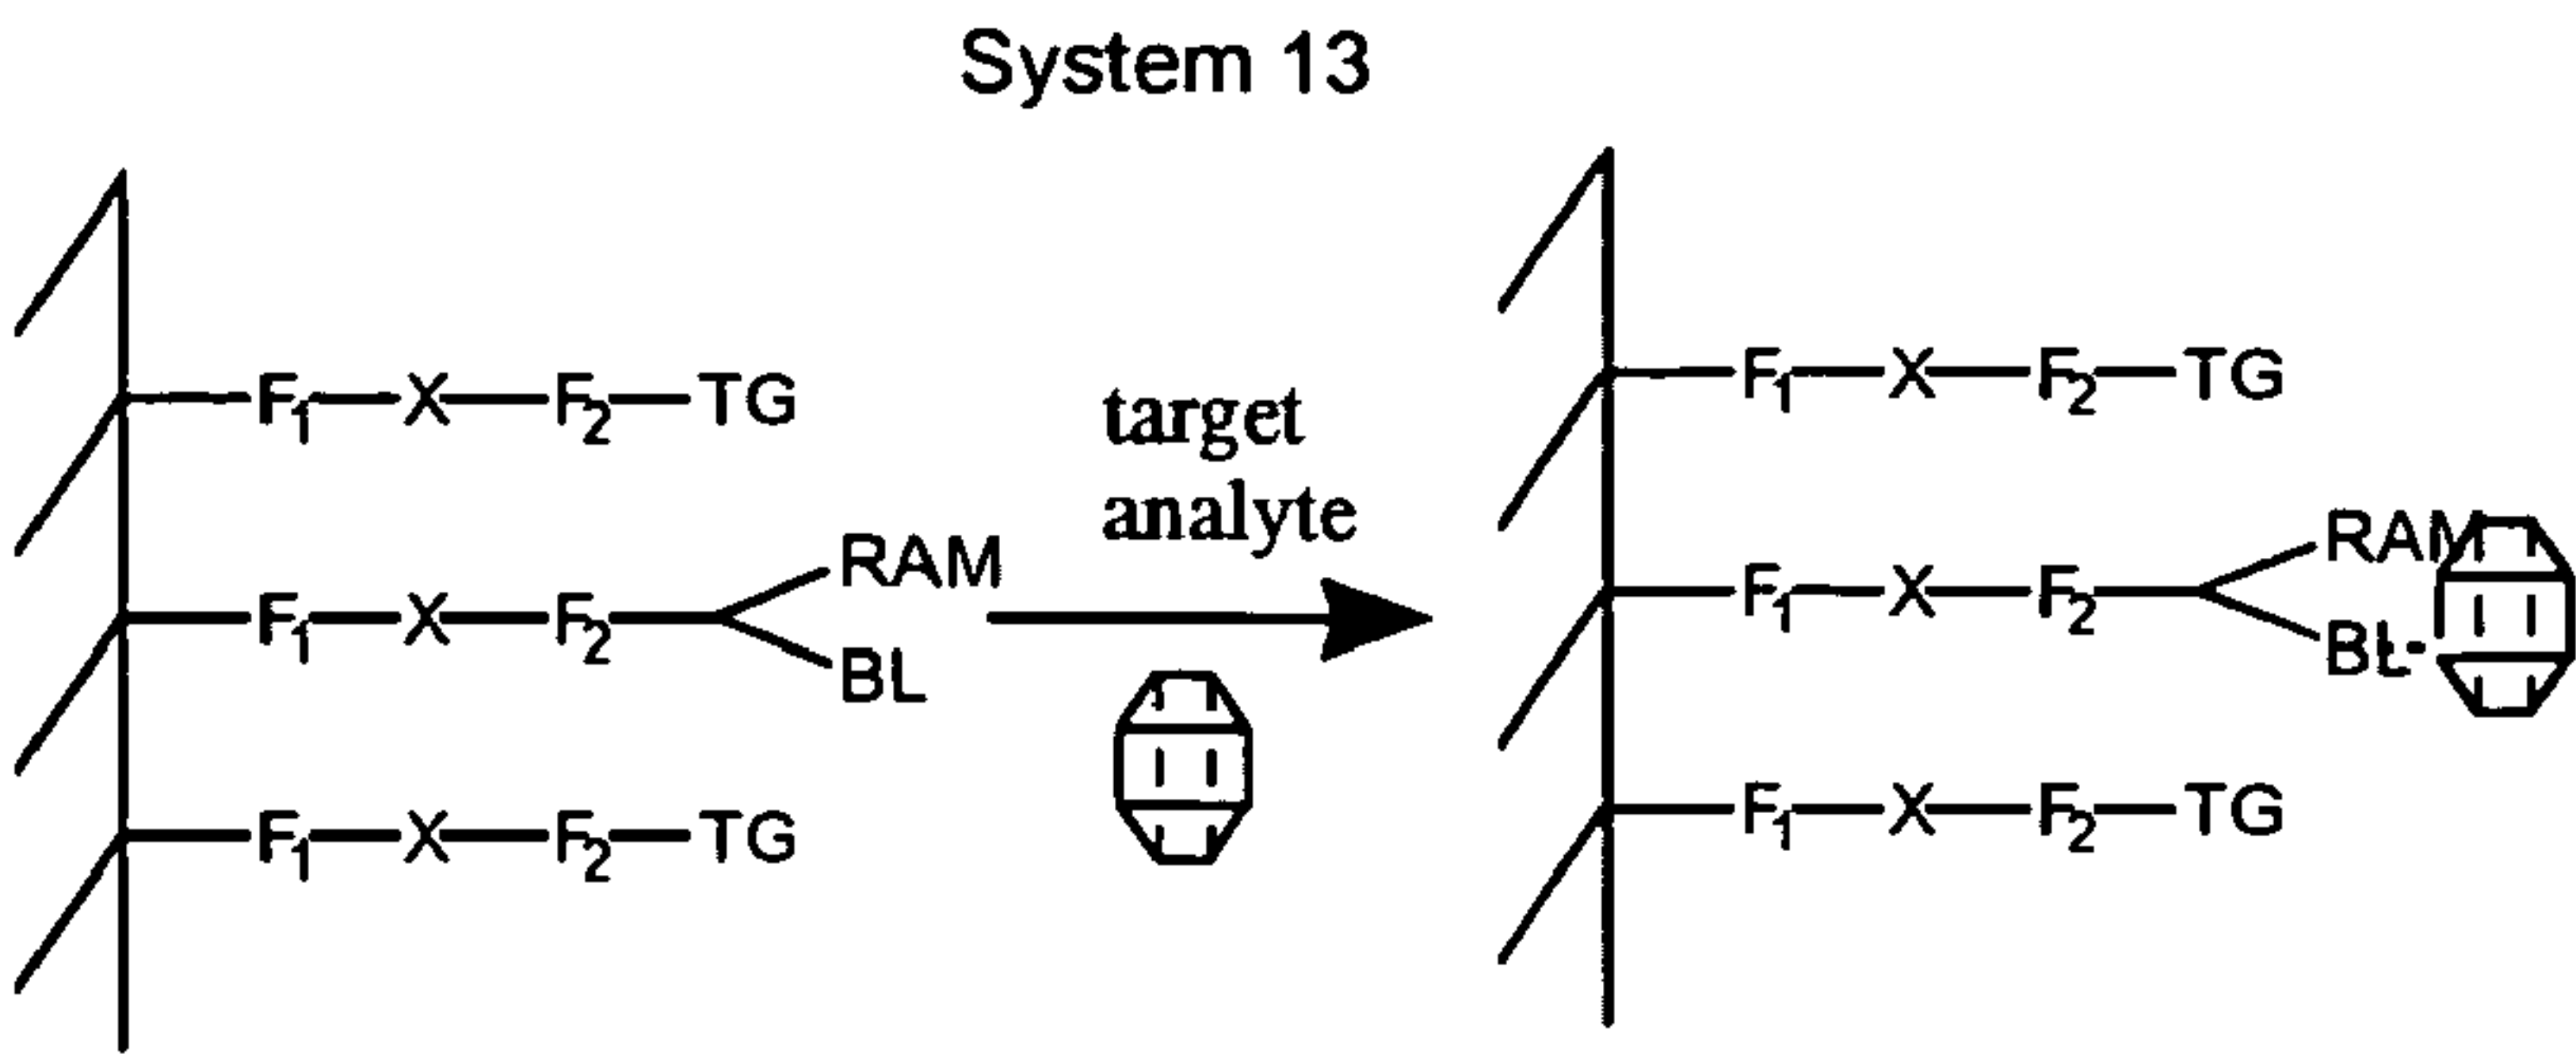 System 13
F1 X F2 TG
target
analyte
F1 X F2 RAM
BL
F1 X F2 TG
F1 X F2 TG
F1 X F2 RAM
BL
F1 X F2 TG